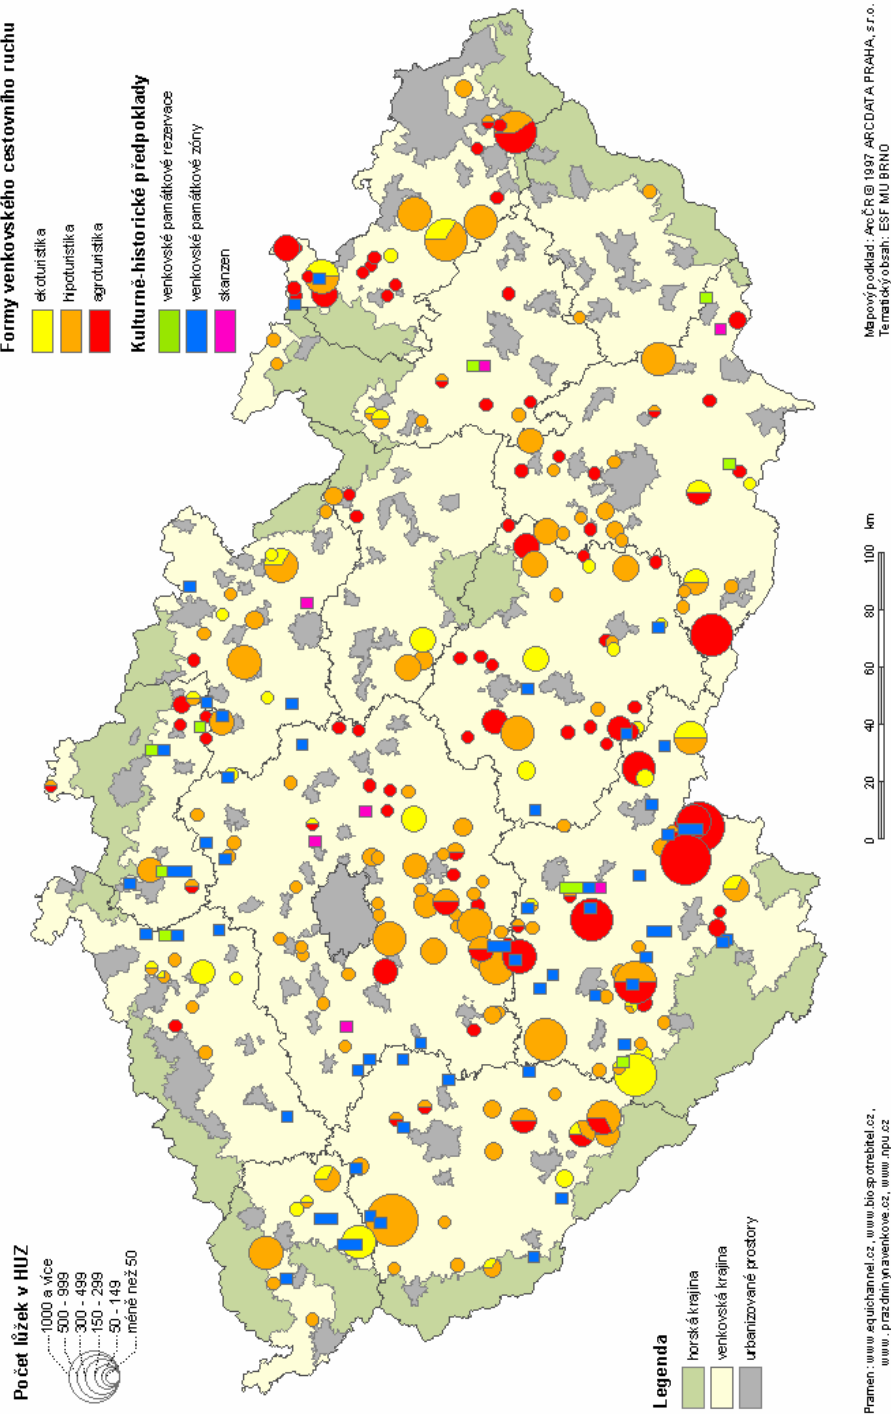 Formy venkovského cestovního ruchu
ekoturistika
hipoturistika
agroturistika
Kulturně-historické předpoklady
venkovské památkové rezervace
venkovské památkové zóny
skanzen
Počet lůžek v HUZ
1000 a více
500 - 999
300 - 499
150 - 299
50 - 149
méně než 50
Legenda
horská krajina
venkovská krajina
urbanizované prostory
0 20 40 60 80 100 km
Pramen : www.equichannel.cz , www.biospotrebitel.cz ,
www.prazdninynavenkove.cz, www.npu.cz
Mapový podklad: ArcČR @ 1997 ARCDATA PRAHA, s.r.o.
Tematický obsah: ESF MU BRNO